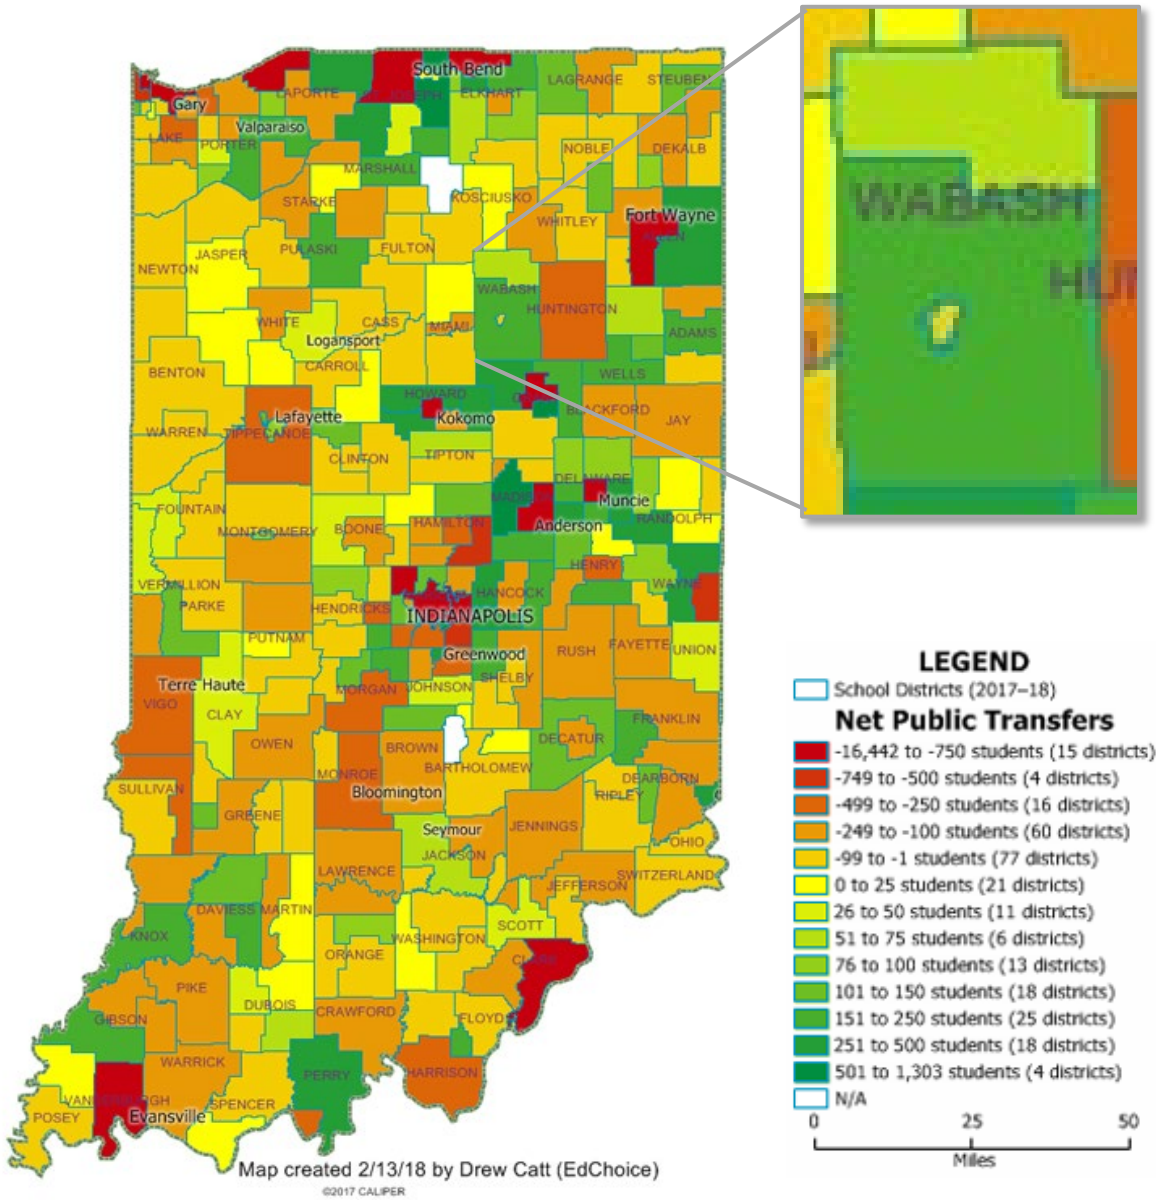 South Bend
LAGRANGE
STEUBEN
LAPORTE
ELKHART
Gary
Valparaiso
LAKE
PORTER
NOBLE
DEKALB
MARSHALL
STARKE
KOSCIUSKO
Fort Wayne
WHITLEY
PULASKI
FULTON
JASPER
NEWTON
WABASH
HUNTINGTON
WHITE
CASS
MIAMI
ADAMS
Logansport
CARROLL
BENTON
WELLS
HOWARD
Lafayette
Kokomo
BLACKFORD
JAY
WARREN
TIPPECANOE
CLINTON
TIPTON
DELAWARE
MADISON
Muncie
FOUNTAIN
HAMILTON
Anderson
RANDOLPH
MONTGOMERY
BOONE
HENRY
VERMILLION
WAYNE
PARKE
HANCOCK
HENDRICKS
INDIANAPOLIS
PUTNAM
RUSH
FAYETTE
UNION
Greenwood
Terre Haute
SHELBY
MORGAN
JOHNSON
VIGO
CLAY
FRANKLIN
OWEN
BROWN
DECATUR
MONROE
BARTHOLOMEW
DEARBORN
SULLIVAN
Bloomington
RIPLEY
GREENE
Seymour
JENNINGS
OHIO
JACKSON
LAWRENCE
SWITZERLAND
JEFFERSON
DAVIESS
MARTIN
SCOTT
KNOX
WASHINGTON
ORANGE
CLARK
PIKE
DUBOIS
CRAWFORD
GIBSON
FLOYD
WARRICK
PERRY
HARRISON
VANDERBURGH
SPENCER
POSEY
Evansville
Map created 2/13/18 by Drew Catt (EdChoice)
©2017 CALIPER
WABASH
HUN
LEGEND
School Districts (2017–18)
Net Public Transfers
-16,442 to -750 students (15 districts)
-749 to -500 students (4 districts)
-499 to -250 students (16 districts)
-249 to -100 students (60 districts)
-99 to -1 students (77 districts)
0 to 25 students (21 districts)
26 to 50 students (11 districts)
51 to 75 students (6 districts)
76 to 100 students (13 districts)
101 to 150 students (18 districts)
151 to 250 students (25 districts)
251 to 500 students (18 districts)
501 to 1,303 students (4 districts)
N/A
0 25 50
Miles